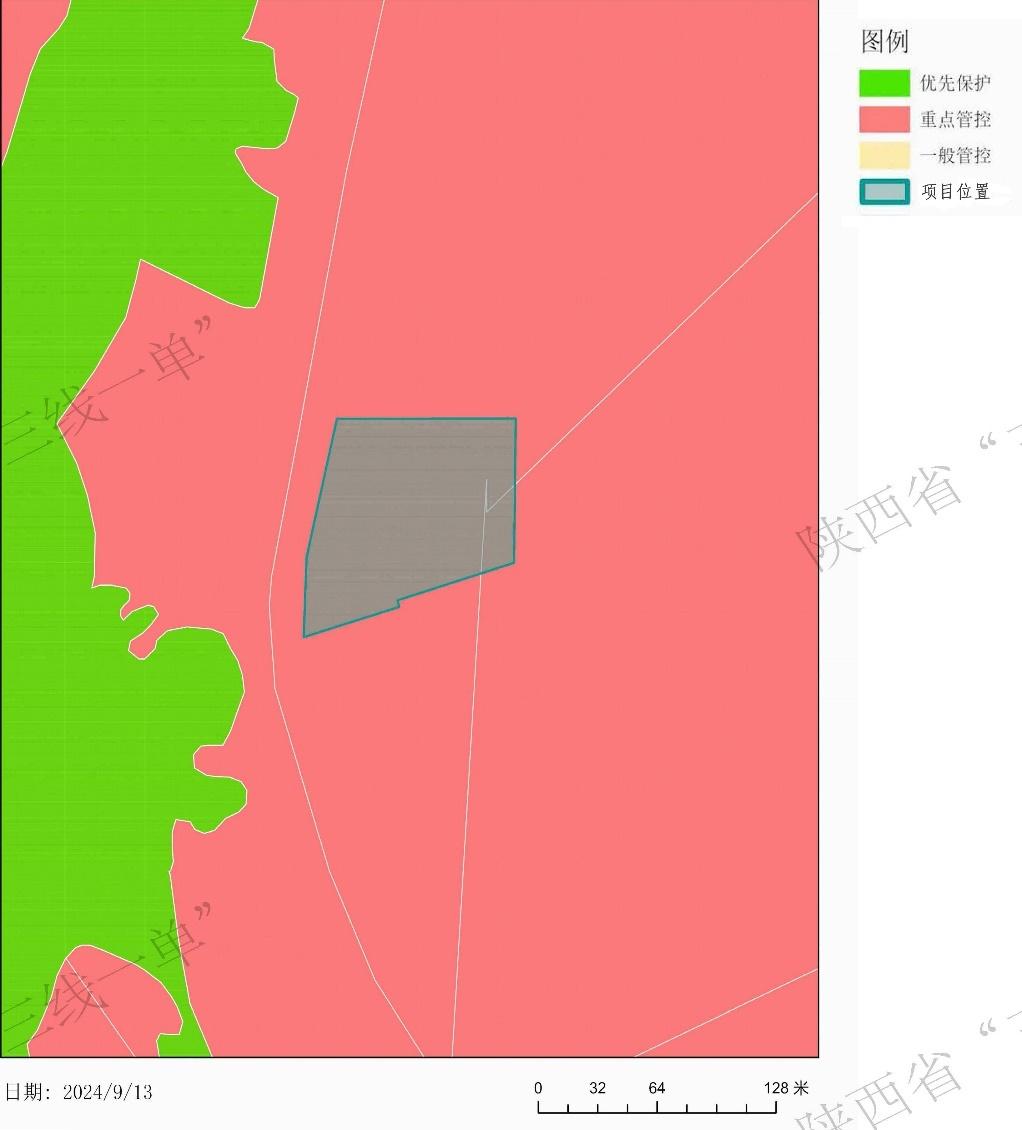 图例
优先保护
重点管控
一般管控
项目位置
三线一单”
陕西省 “
三线一单”
陕西省 “
日期: 2024/9/13
0 32 64 128 米